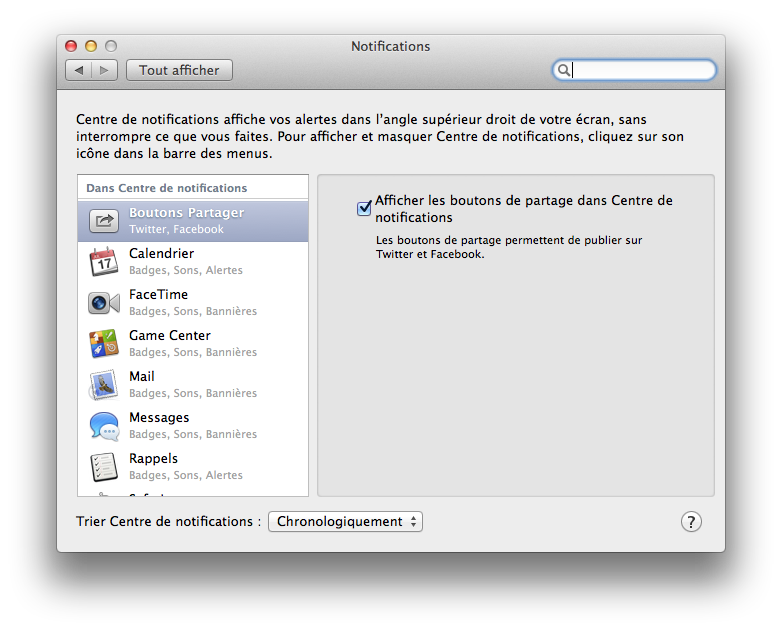 Notifications
Tout afficher
Centre de notifications affiche vos alertes dans l'angle supérieur droit de votre écran, sans
interrompre ce que vous faites. Pour afficher et masquer Centre de notifications, cliquez sur son
icône dans la barre des menus.
Dans Centre de notifications
Boutons Partager
Twitter, Facebook
17
Calendrier
Badges, Sons, Alertes
FaceTime
Badges, Sons, Bannières
Game Center
Badges, Sons, Bannières
Mail
Badges, Sons, Bannières
Messages
Badges, Sons, Bannières
Rappels
Badges, Sons, Alertes
Afficher les boutons de partage dans Centre de
notifications
Les boutons de partage permettent de publier sur
Twitter et Facebook.
Trier Centre de notifications : Chronologiquement
?